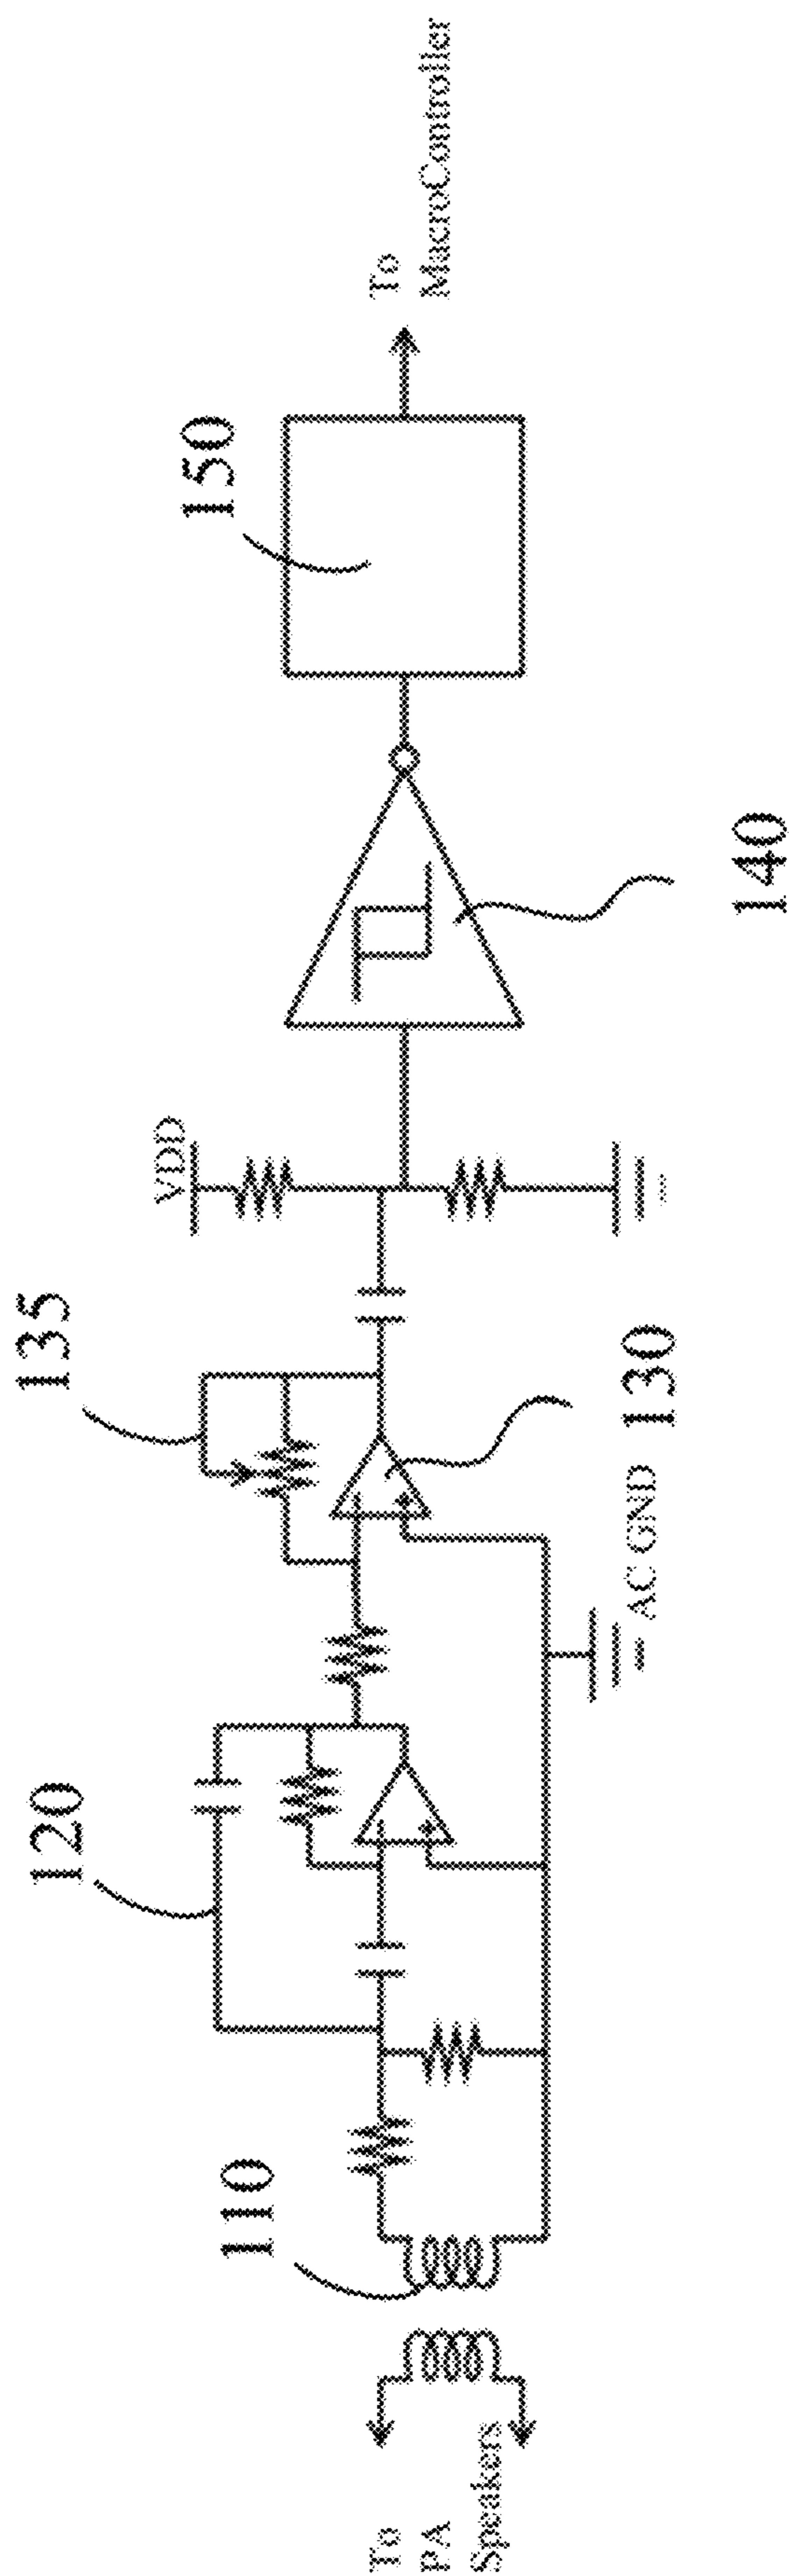 To
PA
Speakers
110
120
AC GND
130
135
VDD
140
150
To
MacroController